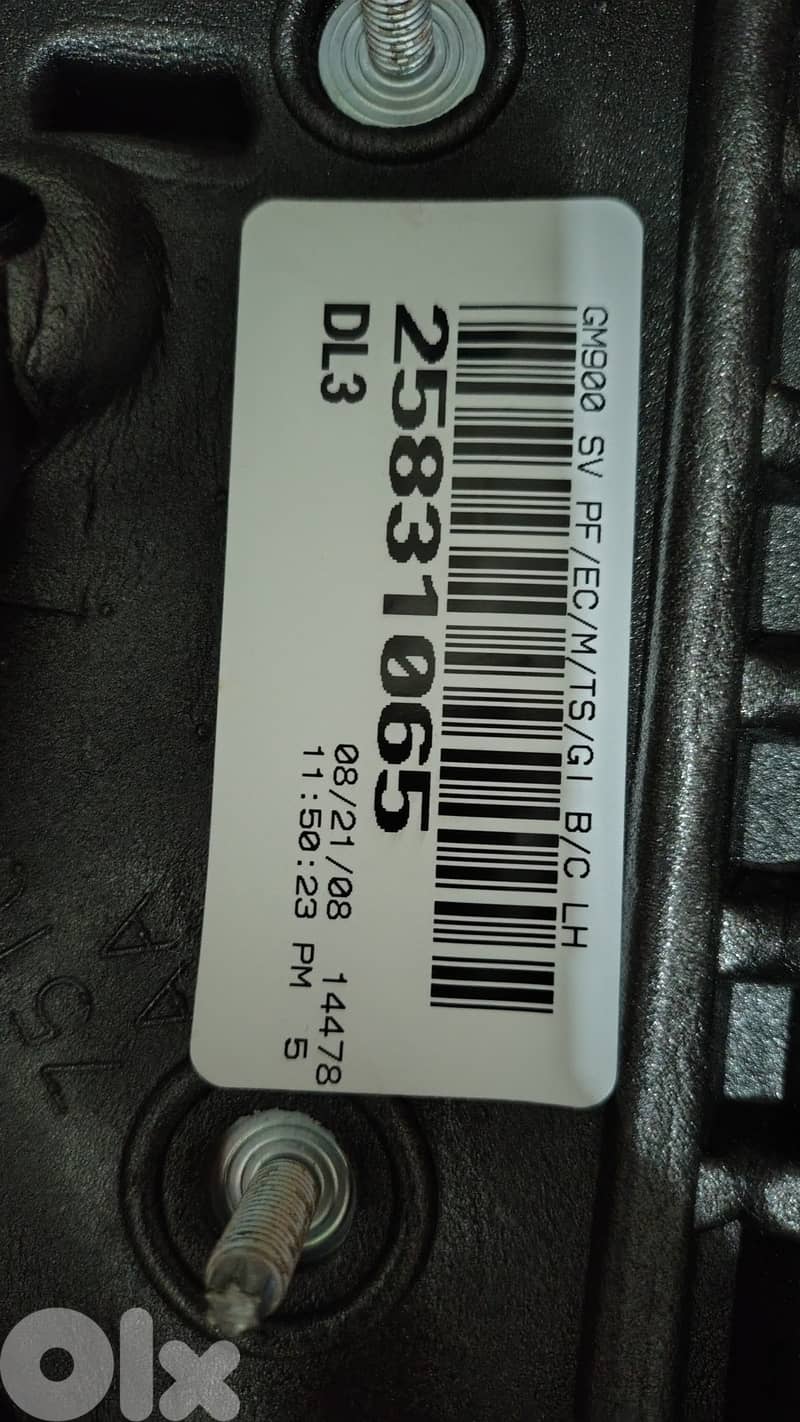 GM900 SV PF/EC/M/TS/GI B/C LH
25831065
DL3
08/21/08 14478
11:50:23 PM 5
olx